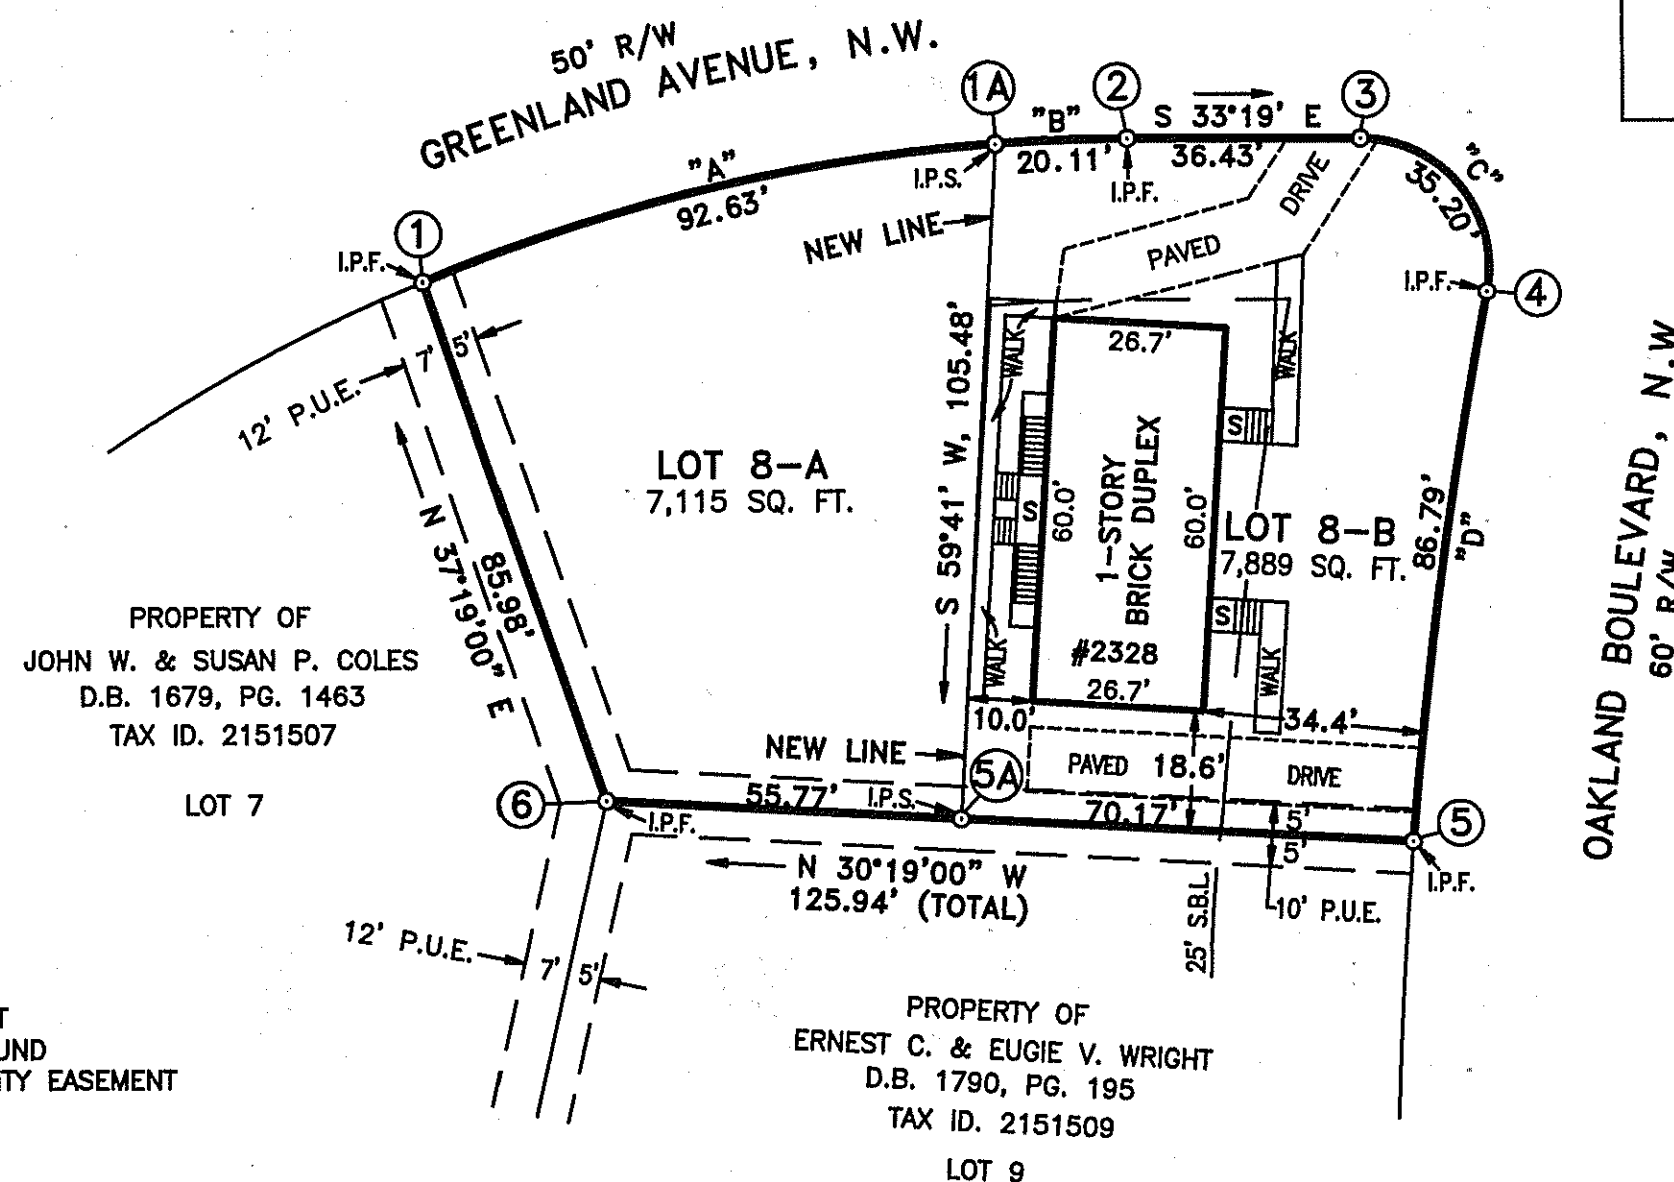 50' R/W
GREENLAND AVENUE, N.W.
1A
2
3
"B"
S 33°19' E
20.11'
36.43'
"A"
92.63'
I.P.S.
I.P.F.
"C"
35.20'
DRIVE
PAVED
NEW LINE
1
I.P.F.
I.P.F.
4
7'
5'
12' P.U.E.
26.7'
WALK
WALK
S 59°41' W, 105.48'
LOT 8-A
7,115 SQ. FT.
S
S
60.0'
1-STORY
BRICK DUPLEX
60.0'
LOT 8-B
7,889 SQ. FT.
86.79'
"D"
OAKLAND BOULEVARD, N.W
60' R/W
85.98'
N 37°19'00" E
PROPERTY OF
JOHN W. & SUSAN P. COLES
D.B. 1679, PG. 1463
TAX ID. 2151507
LOT 7
S
#2328
26.7'
WALK
WALK
10.0'
34.4'
NEW LINE
5A
PAVED
18.6'
DRIVE
6
55.77'
I.P.S.
70.17'
5'
5
I.P.F.
5'
N 30°19'00" W
125.94' (TOTAL)
I.P.F.
25' S.B.L.
10' P.U.E.
12' P.U.E.
7'
5'
PROPERTY OF
ERNEST C. & EUGIE V. WRIGHT
D.B. 1790, PG. 195
TAX ID. 2151509
LOT 9
T
UND
TY EASEMENT